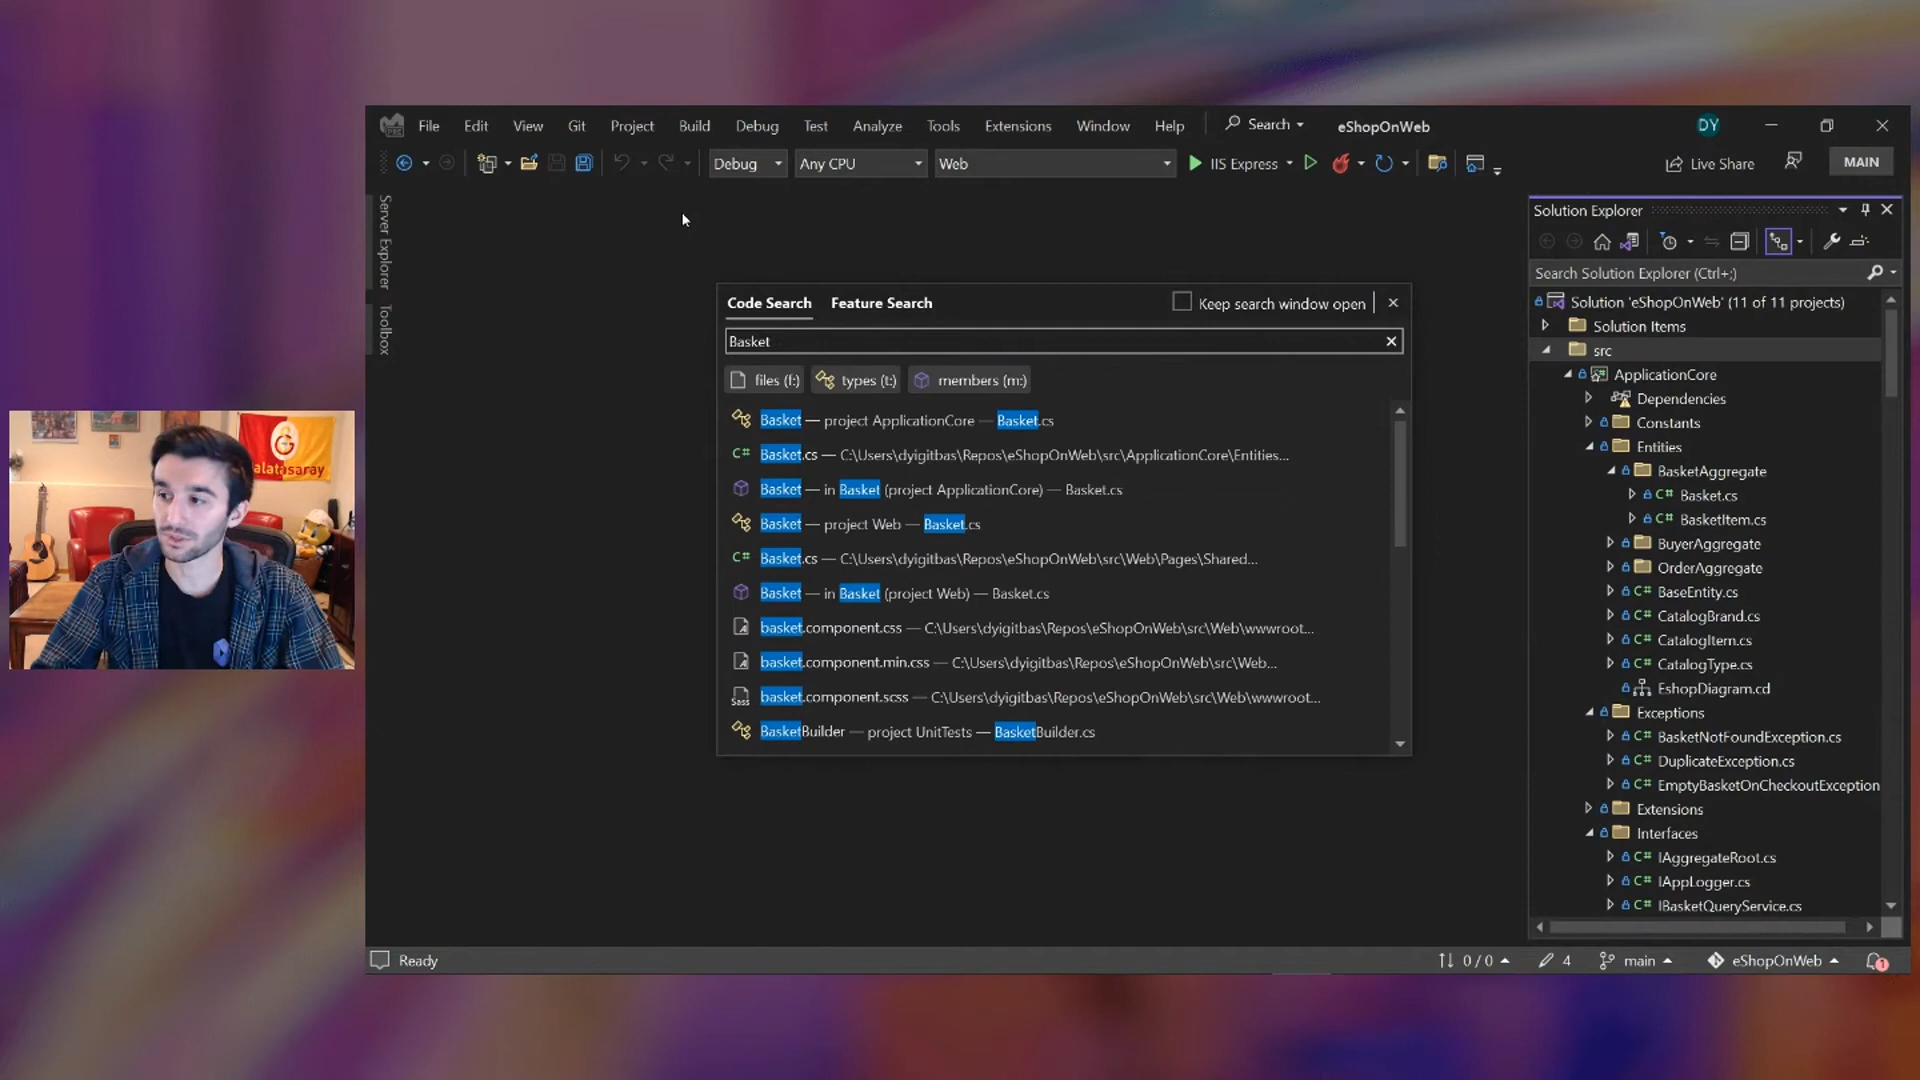 File Edit View Git Project Build Debug Test Analyze Tools Extensions Window Help Search eShopOnWeb DY
Debug Any CPU Web IIS Express Live Share MAIN
Server Explorer
Toolbox
Code Search Feature Search Keep search window open
Basket
files (f:) types (t:) members (m:)
Basket — project ApplicationCore — Basket.cs
C# Basket.cs — C:\Users\dyigitbas\Repos\eShopOnWeb\src\ApplicationCore\Entities...
Basket — in Basket (project ApplicationCore) — Basket.cs
Basket — project Web — Basket.cs
C# Basket.cs — C:\Users\dyigitbas\Repos\eShopOnWeb\src\Web\Pages\Shared...
Basket — in Basket (project Web) — Basket.cs
basket.component.css — C:\Users\dyigitbas\Repos\eShopOnWeb\src\Web\wwwroot...
basket.component.min.css — C:\Users\dyigitbas\Repos\eShopOnWeb\src\Web...
Sass basket.component.scss — C:\Users\dyigitbas\Repos\eShopOnWeb\src\Web\wwwroot...
BasketBuilder — project UnitTests — BasketBuilder.cs
Solution Explorer
Search Solution Explorer (Ctrl+;)
Solution 'eShopOnWeb' (11 of 11 projects)
Solution Items
src
ApplicationCore
Dependencies
Constants
Entities
BasketAggregate
C# Basket.cs
C# BasketItem.cs
BuyerAggregate
OrderAggregate
C# BaseEntity.cs
C# CatalogBrand.cs
C# CatalogItem.cs
C# CatalogType.cs
EshopDiagram.cd
Exceptions
C# BasketNotFoundException.cs
C# DuplicateException.cs
C# EmptyBasketOnCheckoutException
Extensions
Interfaces
C# IAggregateRoot.cs
C# IAppLogger.cs
C# IBasketQueryService.cs
alatasaray
Ready 0 / 0 4 main eShopOnWeb 1